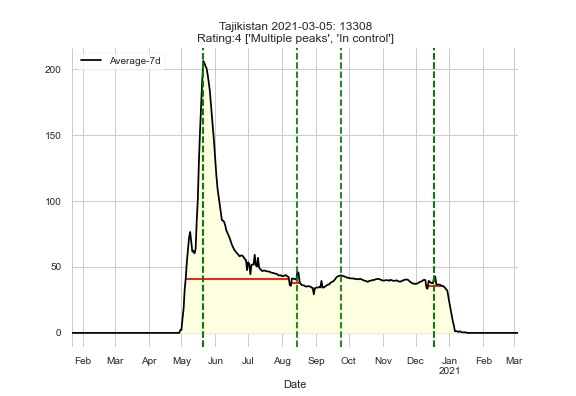 Tajikistan 2021-03-05: 13308
Rating:4 ['Multiple peaks', 'In control']
Average-7d
200
150
100
50
0
Feb Mar Apr May Jun Jul Aug Sep Oct Nov Dec Jan Feb Mar
2021
Date